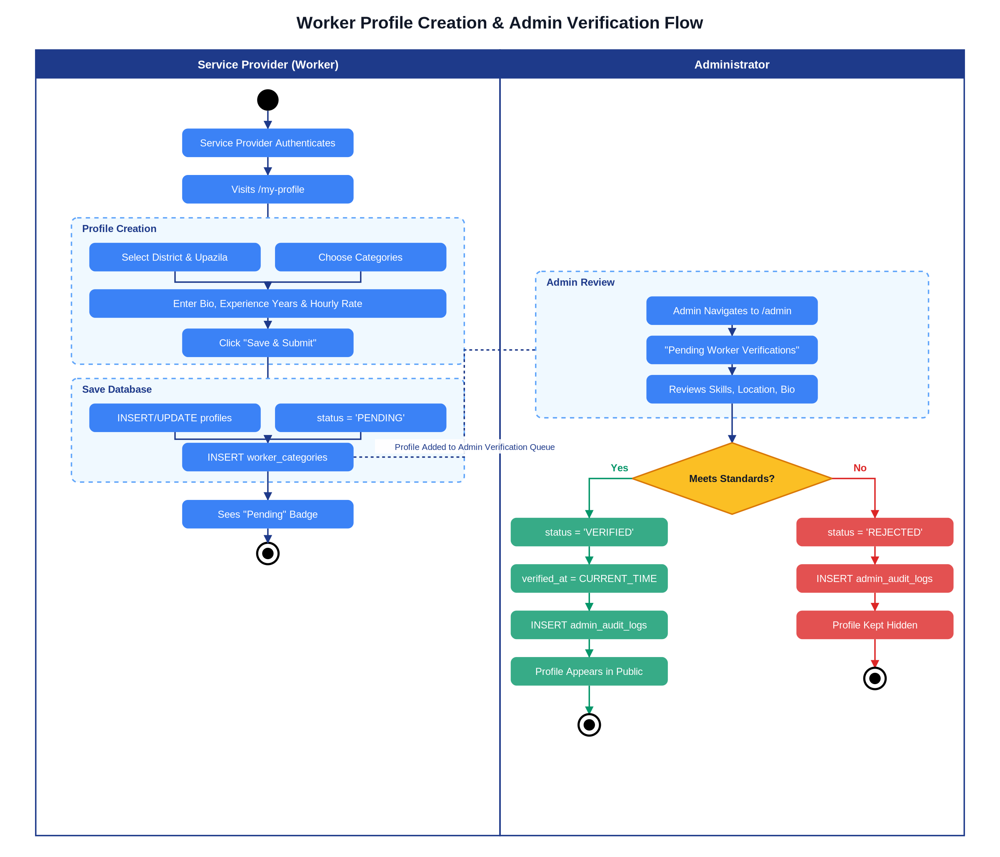 Worker Profile Creation & Admin Verification Flow
Service Provider (Worker)
Administrator
Service Provider Authenticates
Visits /my-profile
Profile Creation
Select District & Upazila
Choose Categories
Enter Bio, Experience Years & Hourly Rate
Click "Save & Submit"
Save Database
INSERT/UPDATE profiles
status = 'PENDING'
Profile Added to Admin Verification Queue
INSERT worker_categories
Sees "Pending" Badge
Admin Review
Admin Navigates to /admin
"Pending Worker Verifications"
Reviews Skills, Location, Bio
Meets Standards?
Yes
No
status = 'VERIFIED'
verified_at = CURRENT_TIME
INSERT admin_audit_logs
Profile Appears in Public
status = 'REJECTED'
INSERT admin_audit_logs
Profile Kept Hidden